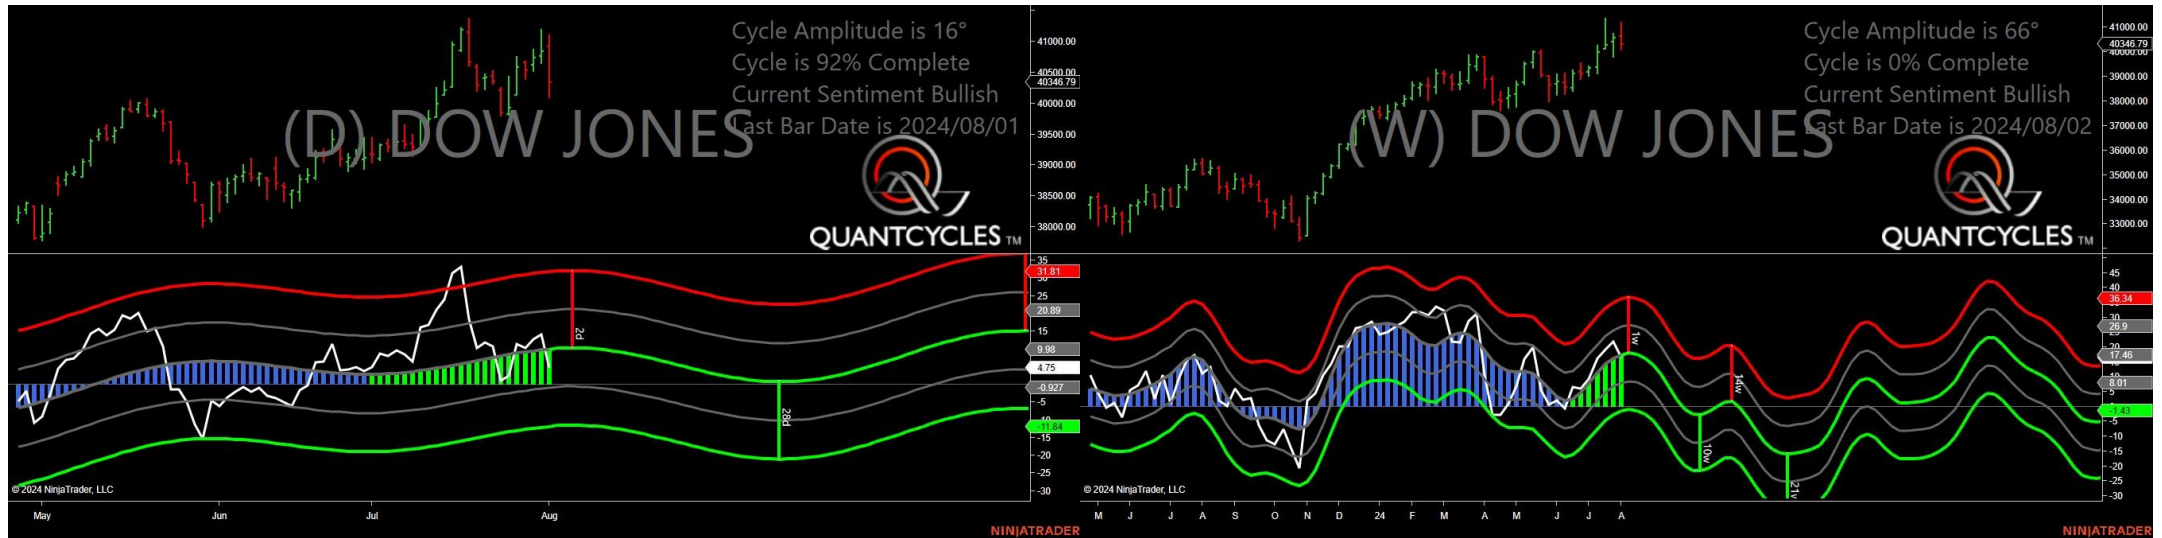 Cycle Amplitude is 16°
Cycle is 92% Complete
Current Sentiment Bullish
Last Bar Date is 2024/08/01
(D) DOW JONES
QUANTCYCLES TM
41000.00
40500.00
40346.79
40000.00
39500.00
39000.00
38500.00
38000.00
35
31.81
25
20.89
15
9.98
4.75
-0.927
-5
-11.84
-15
-20
-25
-30
2d
28d
© 2024 NinjaTrader, LLC
May Jun Jul Aug
NINJATRADER
Cycle Amplitude is 66°
Cycle is 0% Complete
Current Sentiment Bullish
Last Bar Date is 2024/08/02
(W) DOW JONES
QUANTCYCLES TM
41000.00
40346.79
40000.00
39000.00
38000.00
37000.00
36000.00
35000.00
34000.00
33000.00
45
40
36.34
30
26.9
20
17.46
8.01
5
-1.43
-5
-10
-15
-20
-25
-30
1w
14w
10w
© 2024 NinjaTrader, LLC
M J J A S O N D 24 F M A M J J A
NINJATRADER